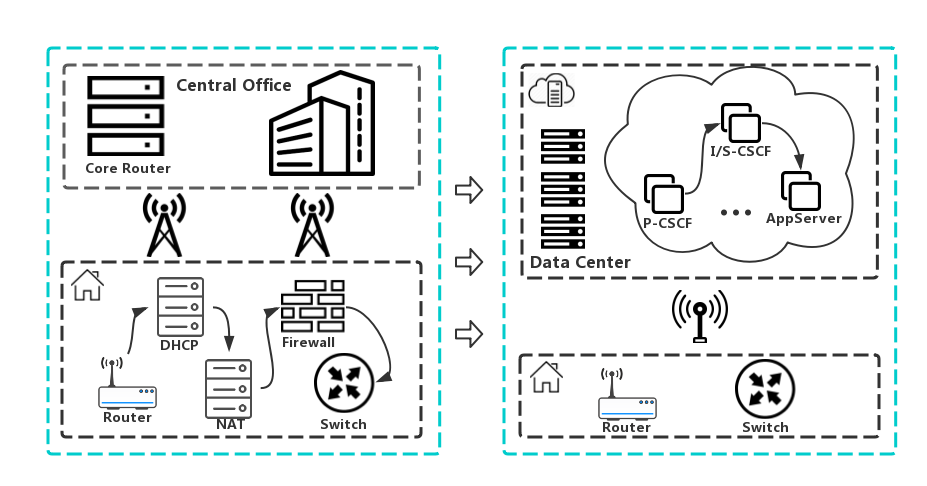 Central Office
Core Router
DHCP
Firewall
Router
NAT
Switch
I/S-CSCF
P-CSCF
AppServer
Data Center
Router
Switch